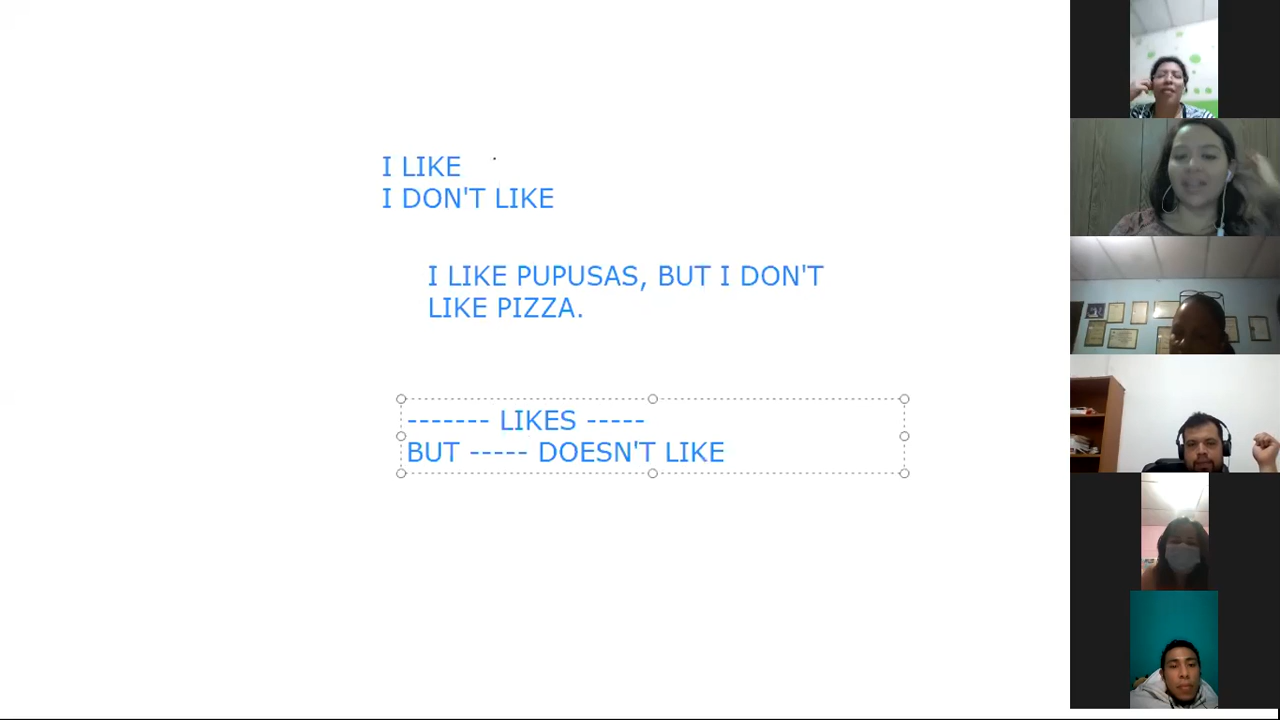 I LIKE
I DON'T LIKE
I LIKE PUPUSAS, BUT I DON'T
LIKE PIZZA.
------- LIKES -----
BUT ----- DOESN'T LIKE